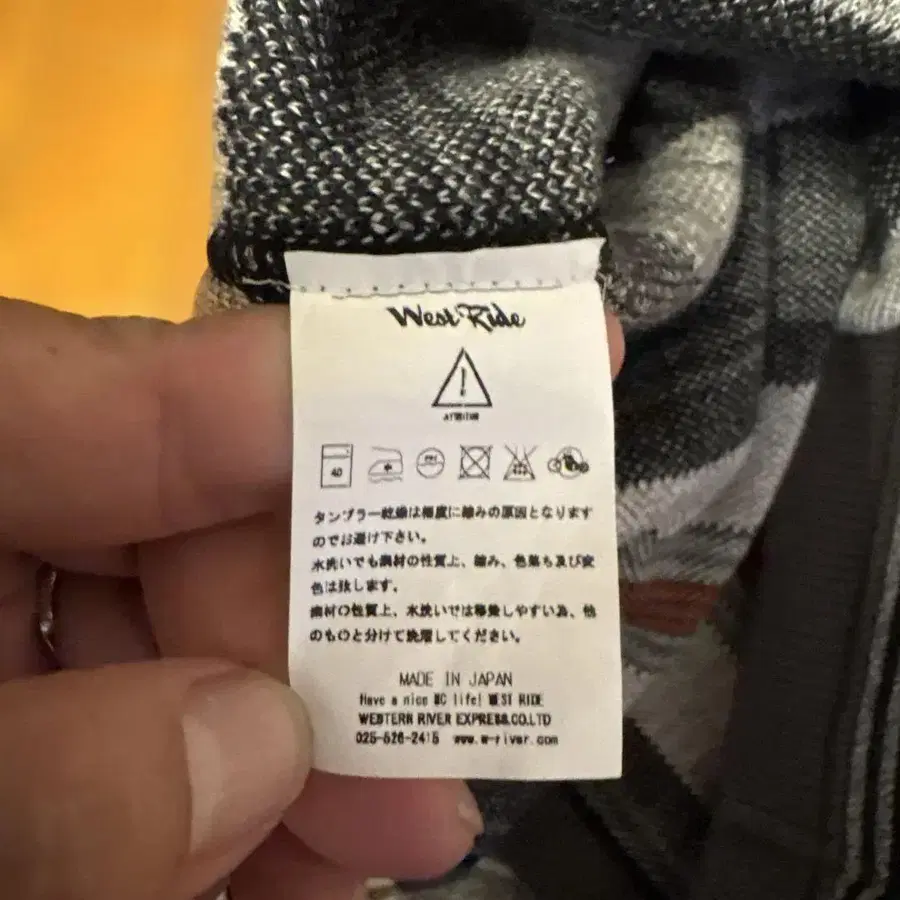 West Ride
ATTENTION
40
タンブラー乾燥は極度に縮みの原因となります
のでお避け下さい。
水洗いでも素材の性質上、縮み、色落ち及び変
色は致します。
素材の性質上、水洗いでは移染しやすい為、他
のものと分けて洗濯してください。
MADE IN JAPAN
Have a nice MC life! WEST RIDE
WESTERN RIVER EXPRESS.CO.LTD
025-526-2415 www.w-river.com